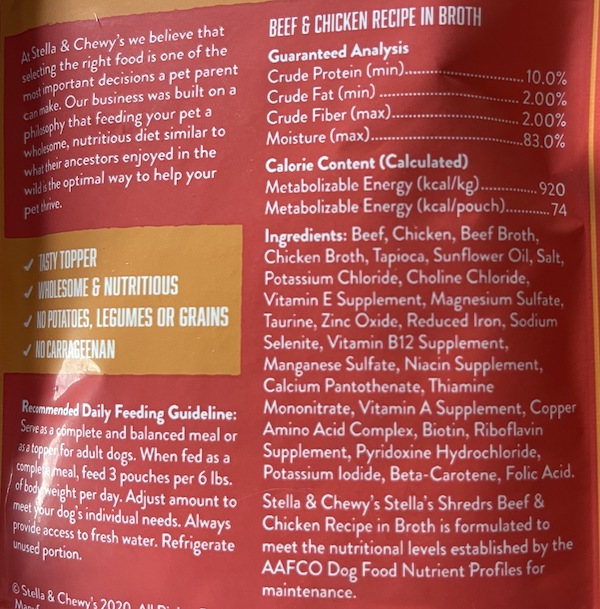 At Stella & Chewy's we believe that
selecting the right food is one of the
most important decisions a pet parent
can make. Our business was built on a
philosophy that feeding your pet a
wholesome, nutritious diet similar to
what their ancestors enjoyed in the
wild is the optimal way to help your
pet thrive.
✓ TASTY TOPPER
✓ WHOLESOME & NUTRITIOUS
✓ NO POTATOES, LEGUMES OR GRAINS
✓ NO CARRAGEENAN
Recommended Daily Feeding Guideline:
Serve as a complete and balanced meal or
as a topper for adult dogs. When fed as a
complete meal, feed 3 pouches per 6 lbs.
of body weight per day. Adjust amount to
meet your dog's individual needs. Always
provide access to fresh water. Refrigerate
unused portion.
© Stella & Chewy's 2020. All
BEEF & CHICKEN RECIPE IN BROTH
Guaranteed Analysis
Crude Protein (min)..........................10.0%
Crude Fat (min) ..............................2.00%
Crude Fiber (max)............................2.00%
Moisture (max)................................83.0%
Calorie Content (Calculated)
Metabolizable Energy (kcal/kg)............920
Metabolizable Energy (kcal/pouch)..........74
Ingredients: Beef, Chicken, Beef Broth,
Chicken Broth, Tapioca, Sunflower Oil, Salt,
Potassium Chloride, Choline Chloride,
Vitamin E Supplement, Magnesium Sulfate,
Taurine, Zinc Oxide, Reduced Iron, Sodium
Selenite, Vitamin B12 Supplement,
Manganese Sulfate, Niacin Supplement,
Calcium Pantothenate, Thiamine
Mononitrate, Vitamin A Supplement, Copper
Amino Acid Complex, Biotin, Riboflavin
Supplement, Pyridoxine Hydrochloride,
Potassium Iodide, Beta-Carotene, Folic Acid.
Stella & Chewy's Stella's Shredrs Beef &
Chicken Recipe in Broth is formulated to
meet the nutritional levels established by the
AAFCO Dog Food Nutrient Profiles for
maintenance.